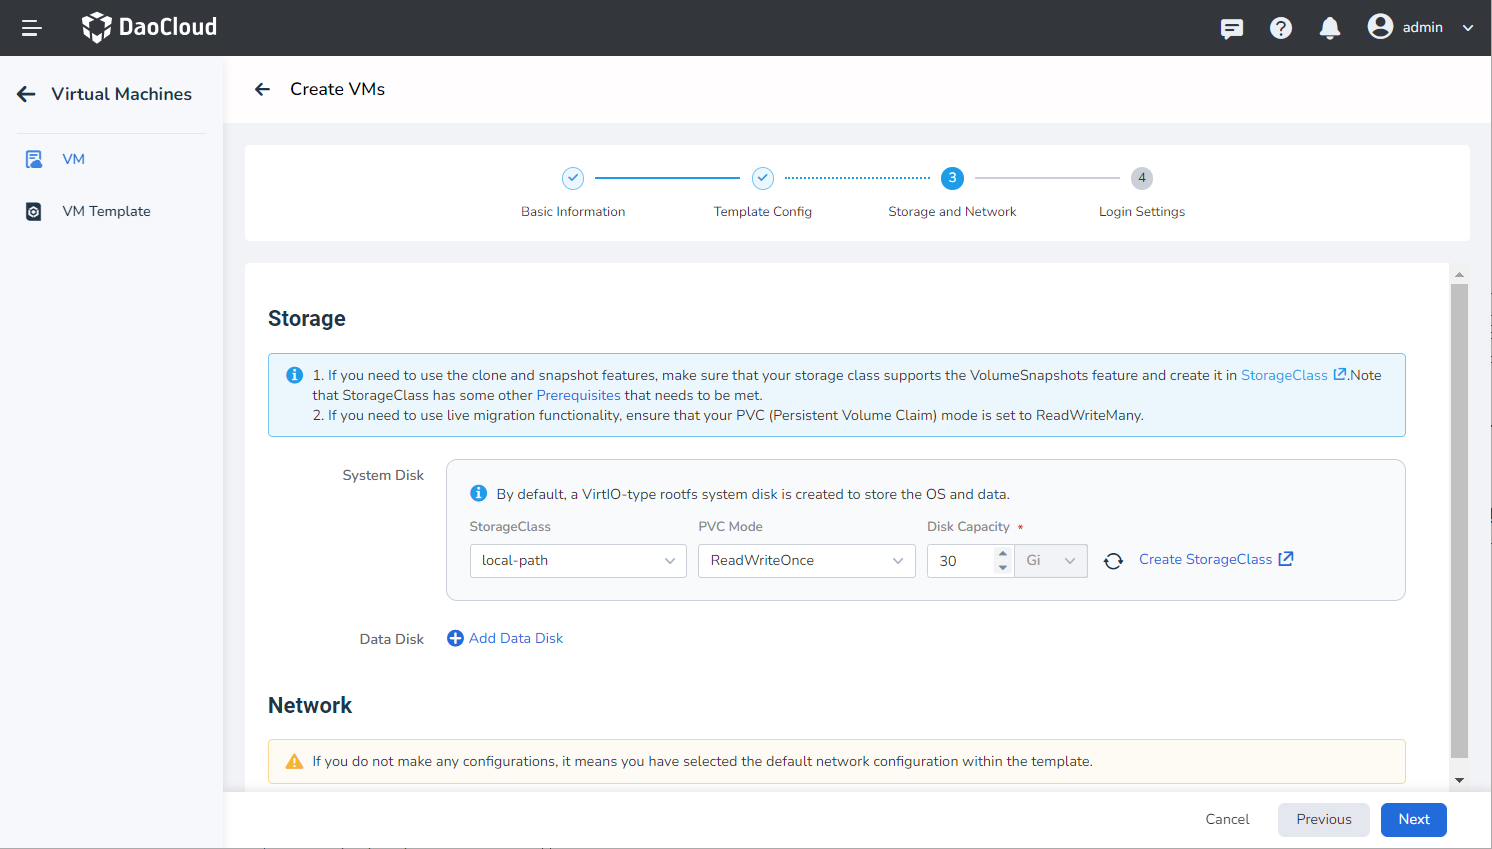 DaoCloud
admin
Virtual Machines
Create VMs
VM
VM Template
3
4
Basic Information
Template Config
Storage and Network
Login Settings
Storage
1. If you need to use the clone and snapshot features, make sure that your storage class supports the VolumeSnapshots feature and create it in StorageClass .Note
that StorageClass has some other Prerequisites that needs to be met.
2. If you need to use live migration functionality, ensure that your PVC (Persistent Volume Claim) mode is set to ReadWriteMany.
System Disk
By default, a VirtIO-type rootfs system disk is created to store the OS and data.
StorageClass
PVC Mode
Disk Capacity *
local-path
ReadWriteOnce
30
Gi
Create StorageClass
Data Disk
Add Data Disk
Network
If you do not make any configurations, it means you have selected the default network configuration within the template.
Cancel
Previous
Next